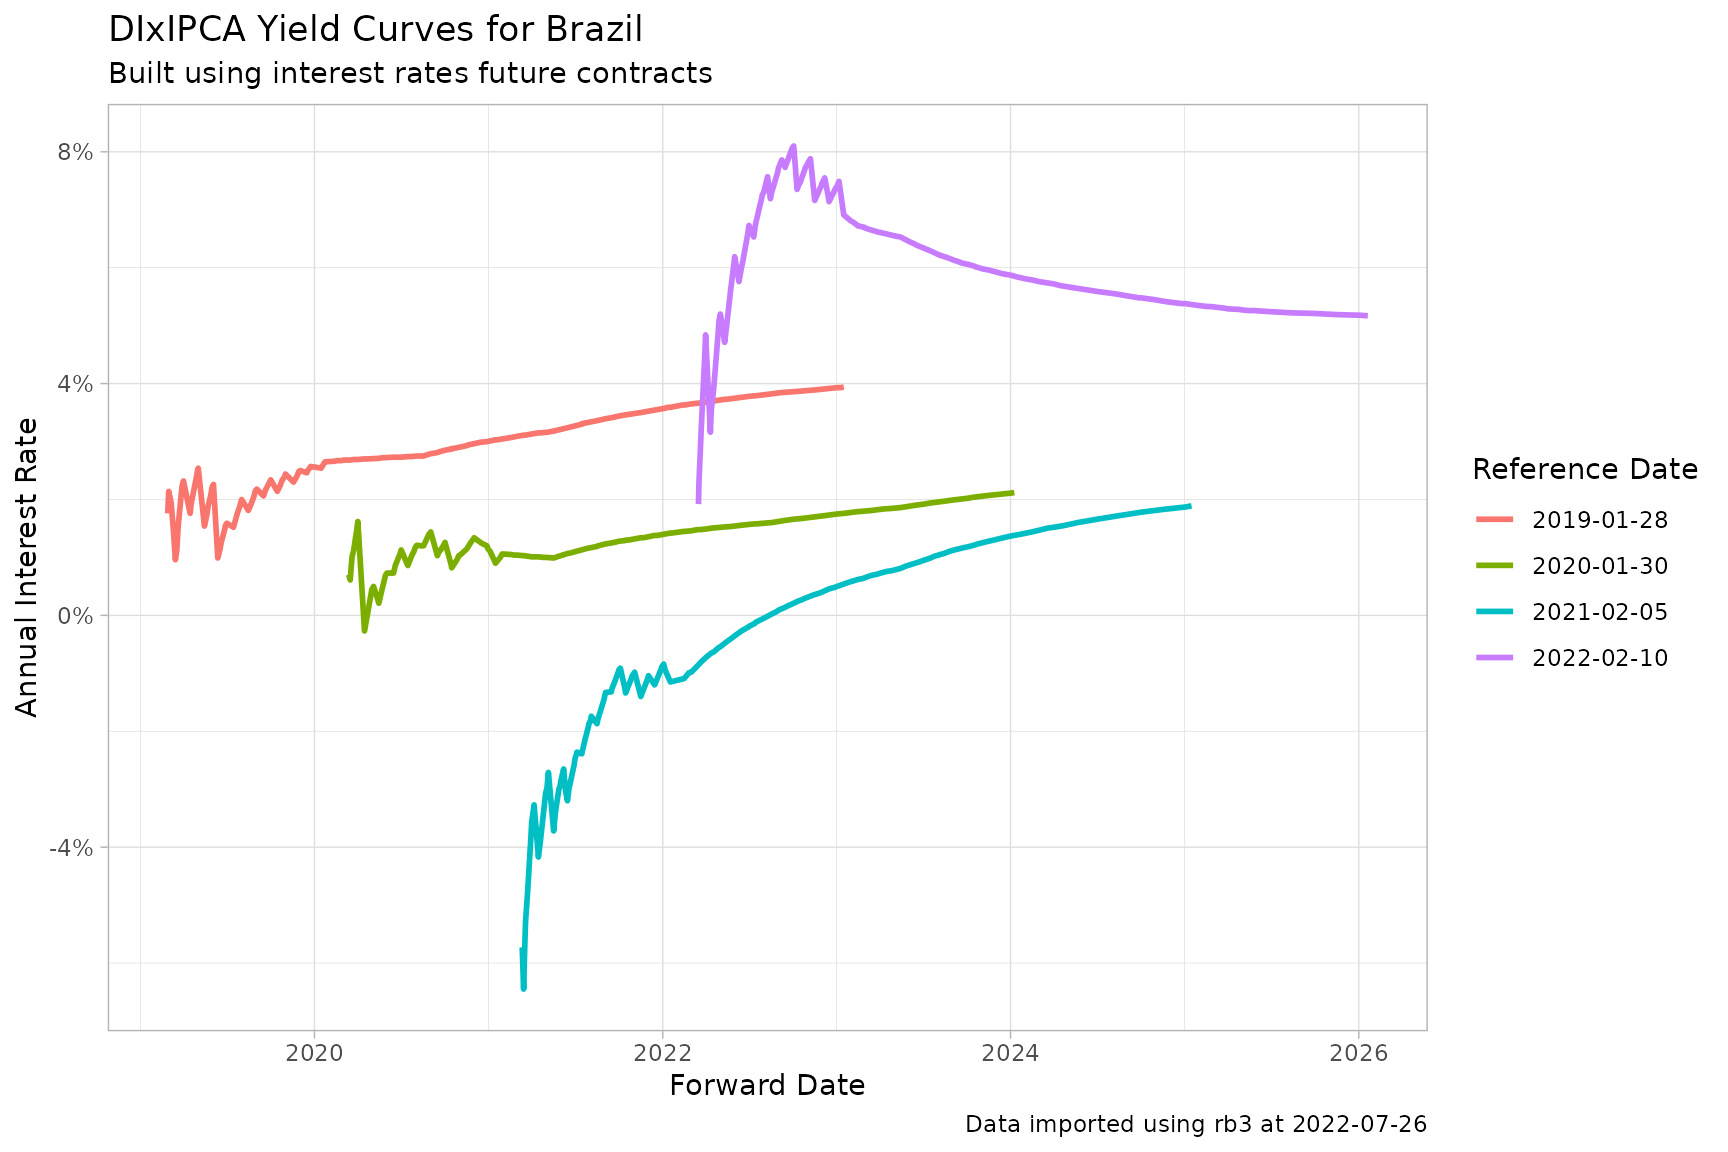 DIxIPCA Yield Curves for Brazil
Built using interest rates future contracts
Annual Interest Rate
8%
4%
0%
-4%
2020
2022
2024
2026
Forward Date
Reference Date
2019-01-28
2020-01-30
2021-02-05
2022-02-10
Data imported using rb3 at 2022-07-26